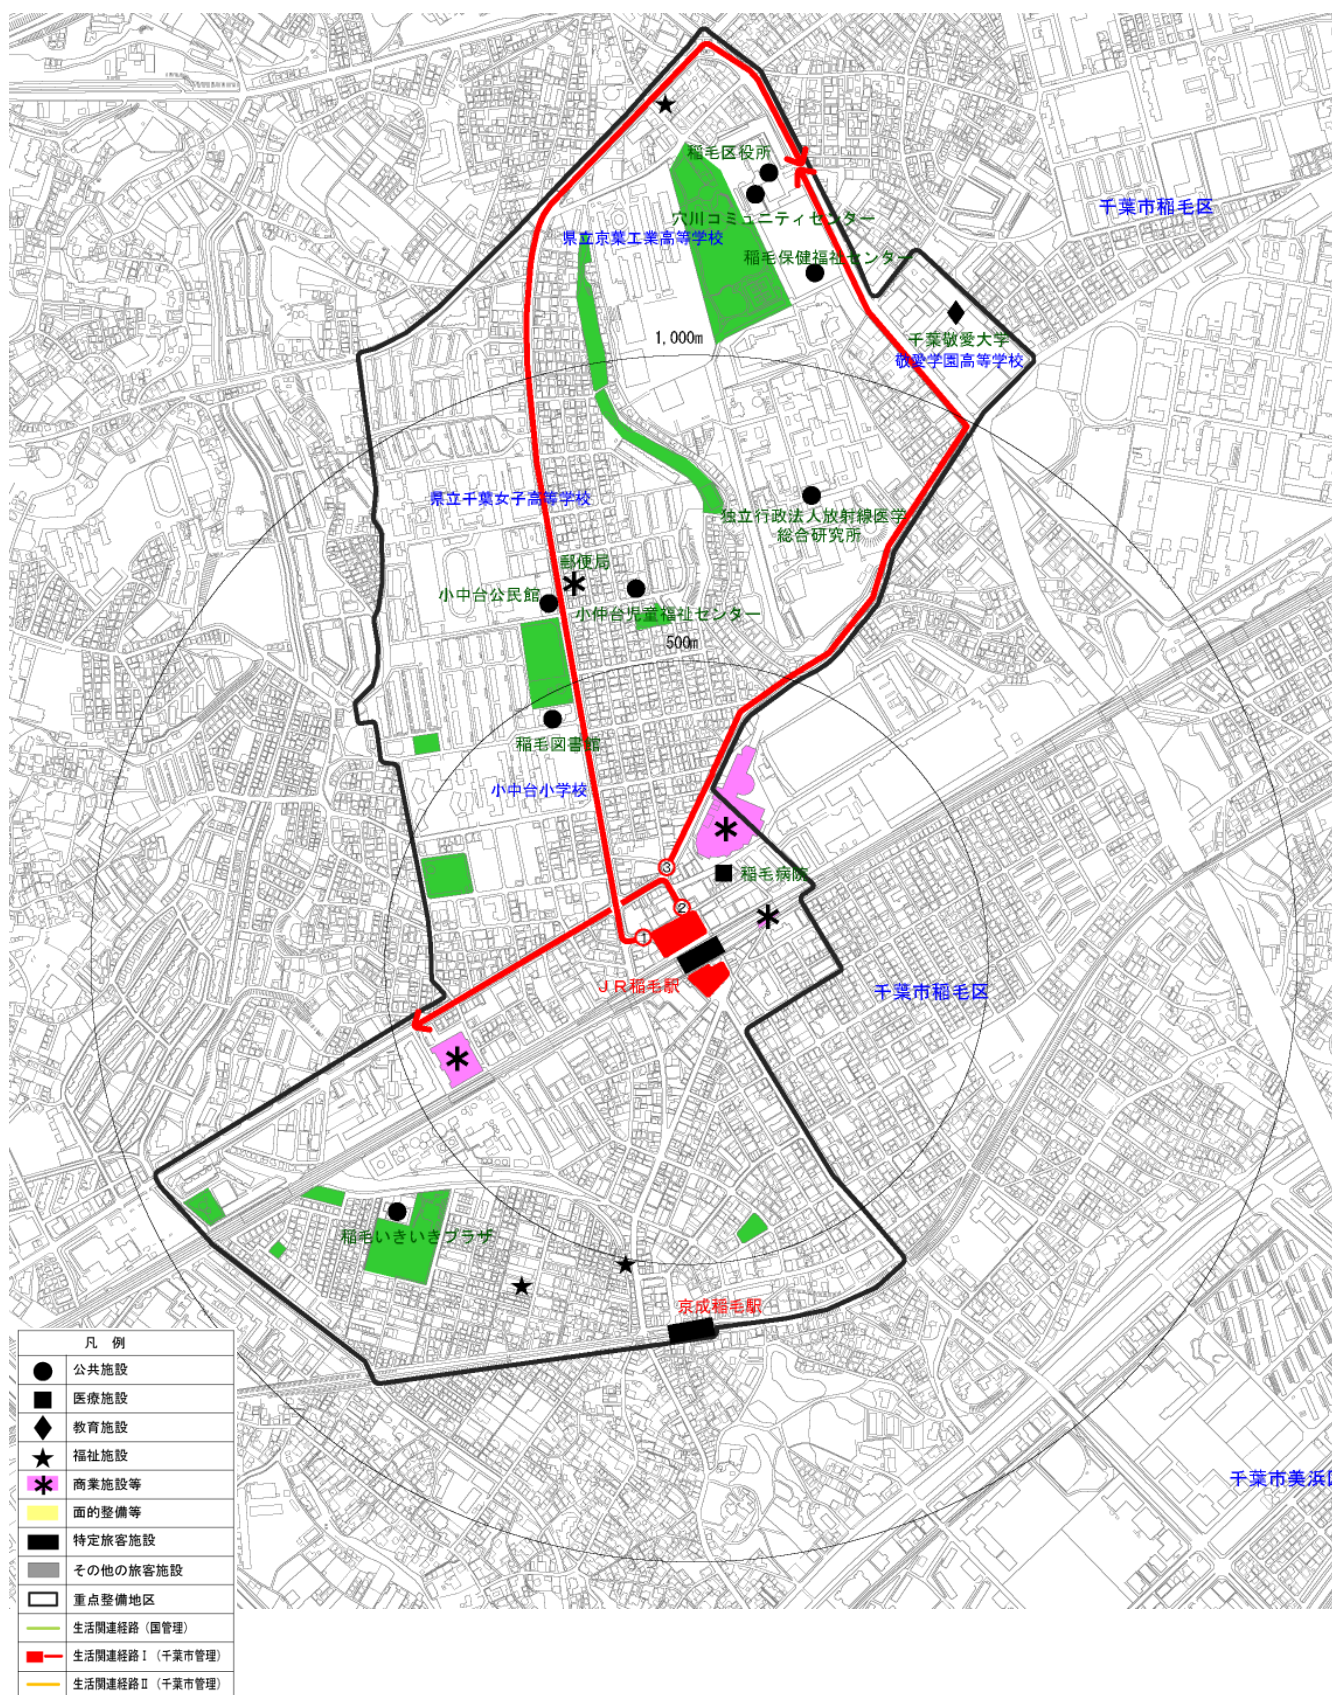 稲毛区役所
千葉市稲毛区
穴川コミュニティセンター
県立京葉工業高等学校
稲毛保健福祉センター
1,000m
千葉敬愛大学
敬愛学園高等学校
県立千葉女子高等学校
独立行政法人放射線医学
総合研究所
郵便局
小中台公民館
小仲台児童福祉センター
500m
稲毛図書館
小中台小学校
③
稲毛病院
②
①
JR稲毛駅
千葉市稲毛区
稲毛いきいきプラザ
京成稲毛駅
千葉市美浜区
凡 例
公共施設
医療施設
教育施設
福祉施設
商業施設等
面的整備等
特定旅客施設
その他の旅客施設
重点整備地区
生活関連経路（国管理）
生活関連経路Ⅰ（千葉市管理）
生活関連経路Ⅱ（千葉市管理）